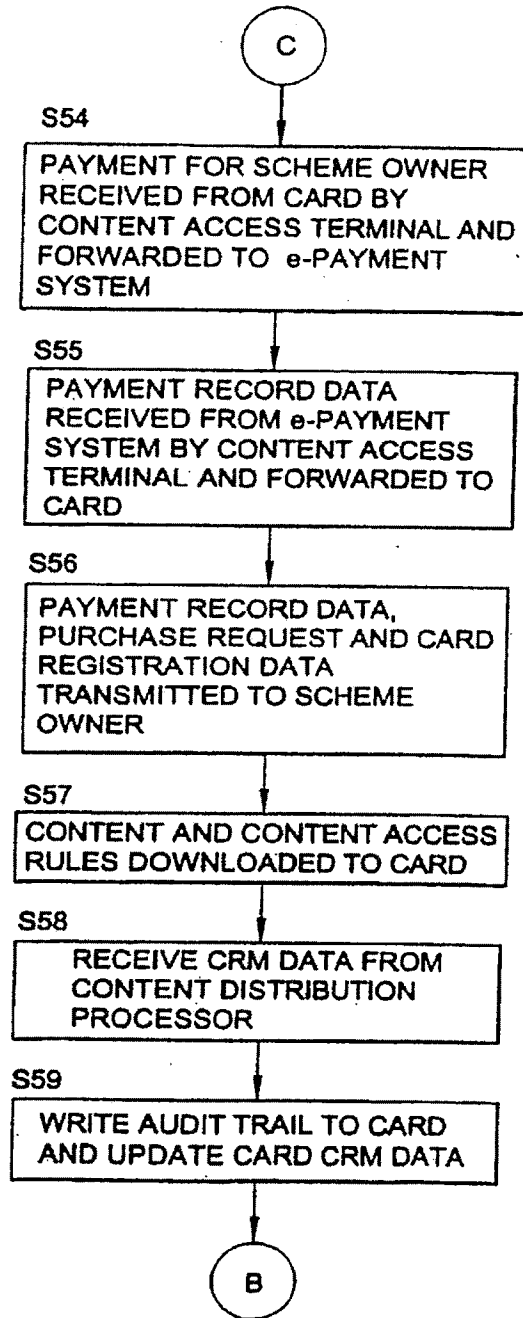 C
S54
PAYMENT FOR SCHEME OWNER
RECEIVED FROM CARD BY
CONTENT ACCESS TERMINAL AND
FORWARDED TO e-PAYMENT
SYSTEM
S55
PAYMENT RECORD DATA
RECEIVED FROM e-PAYMENT
SYSTEM BY CONTENT ACCESS
TERMINAL AND FORWARDED TO
CARD
S56
PAYMENT RECORD DATA,
PURCHASE REQUEST AND CARD
REGISTRATION DATA
TRANSMITTED TO SCHEME
OWNER
S57
CONTENT AND CONTENT ACCESS
RULES DOWNLOADED TO CARD
S58
RECEIVE CRM DATA FROM
CONTENT DISTRIBUTION
PROCESSOR
S59
WRITE AUDIT TRAIL TO CARD
AND UPDATE CARD CRM DATA
B